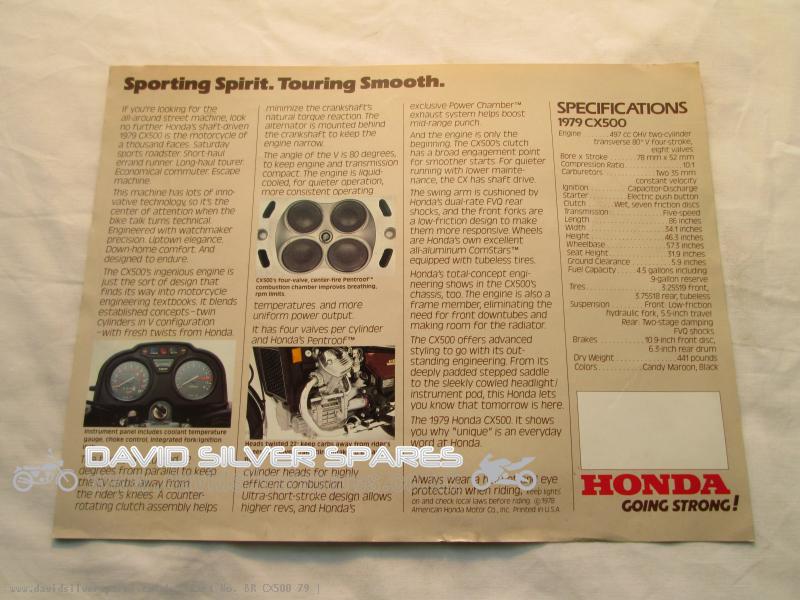 Sporting Spirit. Touring Smooth.
If you're looking for the
all-around street machine, look
no further. Honda's shaft-driven
1979 CX500 is the motorcycle of
a thousand faces. Saturday
sports roadster. Short-haul
errand runner. Long-haul tourer.
Economical commuter. Escape
machine.
This machine has lots of inno-
vative technology, so it's the
center of attention when the
bike talk turns technical.
Engineered with watchmaker
precision. Uptown elegance.
Down-home comfort. And
designed to endure.
The CX500's ingenious engine is
just the sort of design that
finds its way into motorcycle
engineering textbooks. It blends
established concepts–twin
cylinders in V configuration
–with fresh twists from Honda.
Instrument panel includes coolant temperature
gauge, choke control, integrated fork/ignition
degrees from parallel to keep
the carbs away from
the rider's knees. A counter-
rotating clutch assembly helps
minimize the crankshaft's
natural torque reaction. The
alternator is mounted behind
the crankshaft to keep the
engine narrow.
The angle of the V is 80 degrees,
to keep engine and transmission
compact. The engine is liquid-
cooled, for quieter operation,
more consistent operating
CX500's four-valve, center-fire Pentroof™
combustion chamber improves breathing,
rpm limits.
temperatures and more
uniform power output.
It has four valves per cylinder
and Honda's Pentroof™
Heads twisted 22° keep carbs away from rider's
cylinder heads for highly
efficient combustion.
Ultra-short-stroke design allows
higher revs, and Honda's
exclusive Power Chamber™
exhaust system helps boost
mid-range punch.
And the engine is only the
beginning. The CX500's clutch
has a broad engagement point
for smoother starts. For quieter
running with lower mainte-
nance, the CX has shaft drive.
The swing arm is cushioned by
Honda's dual-rate FVQ rear
shocks, and the front forks are
a low-friction design to make
them more responsive. Wheels
are Honda's own excellent
all-aluminum ComStars™
equipped with tubeless tires.
Honda's total-concept engi-
neering shows in the CX500's
chassis, too. The engine is also a
frame member, eliminating the
need for front downtubes and
making room for the radiator.
The CX500 offers advanced
styling to go with its out-
standing engineering. From its
deeply padded stepped saddle
to the sleekly cowled headlight/
instrument pod, this Honda lets
you know that tomorrow is here.
The 1979 Honda CX500. It shows
you why "unique" is an everyday
word at Honda.
Always wear a helmet and eye
protection when riding, keep lights
on and check local laws before riding. ©1978
American Honda Motor Co., Inc. Printed in U.S.A.
SPECIFICATIONS
1979 CX500
Engine 497 cc OHV two-cylinder
transverse 80° V four-stroke,
eight valves
Bore x Stroke 78 mm x 52 mm
Compression Ratio 10:1
Carburetors Two 35 mm
constant velocity
Ignition Capacitor-Discharge
Starter Electric push button
Clutch Wet, seven friction discs
Transmission Five-speed
Length 86 inches
Width 34.1 inches
Height 46.3 inches
Wheelbase 57.3 inches
Seat Height 31.9 inches
Ground Clearance 5.9 inches
Fuel Capacity 4.5 gallons including
.9-gallon reserve
Tires 3.25S19 front,
3.75S18 rear, tubeless
Suspension Front: Low-friction
hydraulic fork, 5.5-inch travel
Rear: Two-stage damping
FVQ shocks
Brakes 10.9-inch front disc,
6.3-inch rear drum
Dry Weight 441 pounds
Colors Candy Maroon, Black
HONDA
GOING STRONG!
DAVID SILVER SPARES